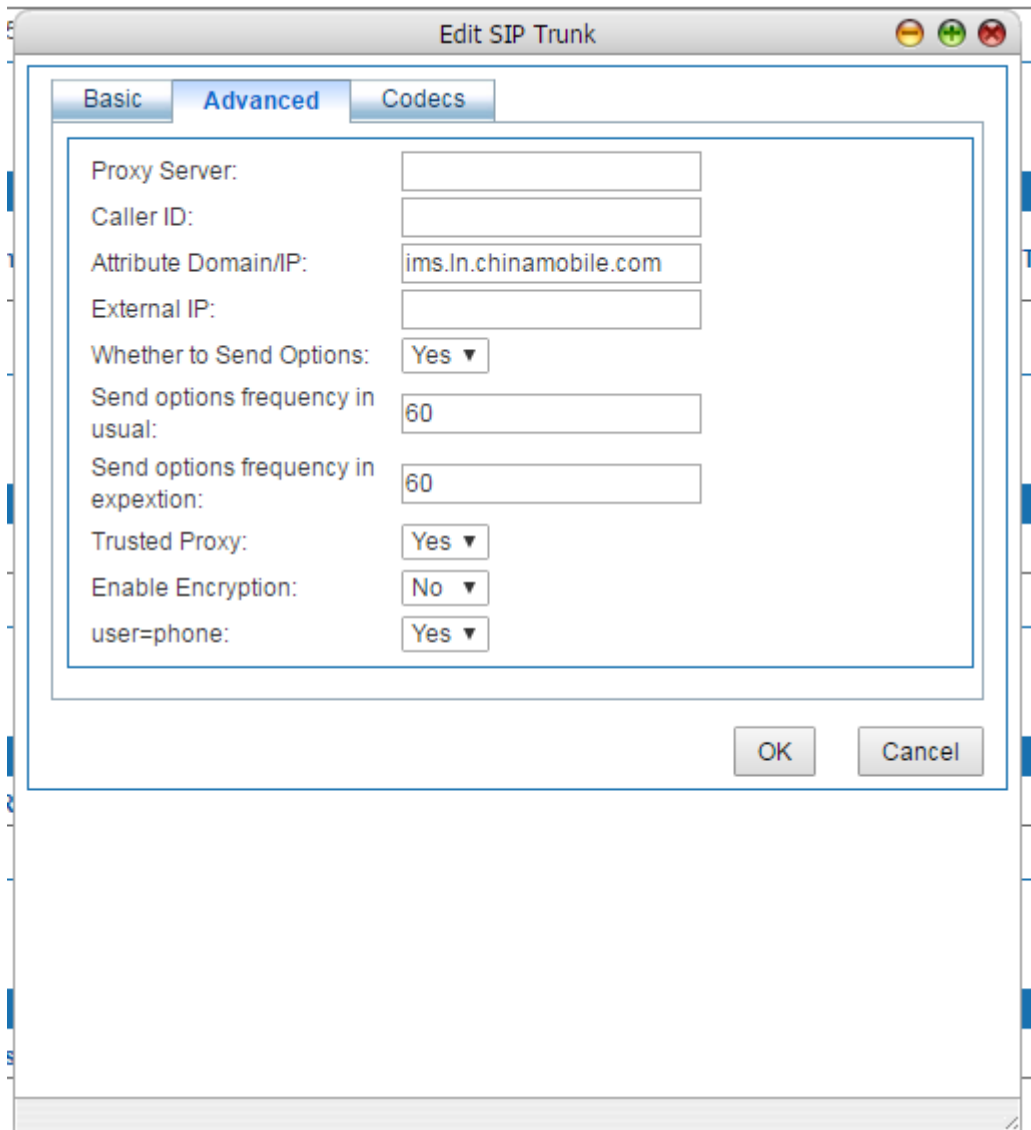 Edit SIP Trunk
Basic Advanced Codecs
Proxy Server:
Caller ID:
Attribute Domain/IP: ims.ln.chinamobile.com
External IP:
Whether to Send Options: Yes
Send options frequency in
usual: 60
Send options frequency in
expextion: 60
Trusted Proxy: Yes
Enable Encryption: No
user=phone: Yes
OK Cancel